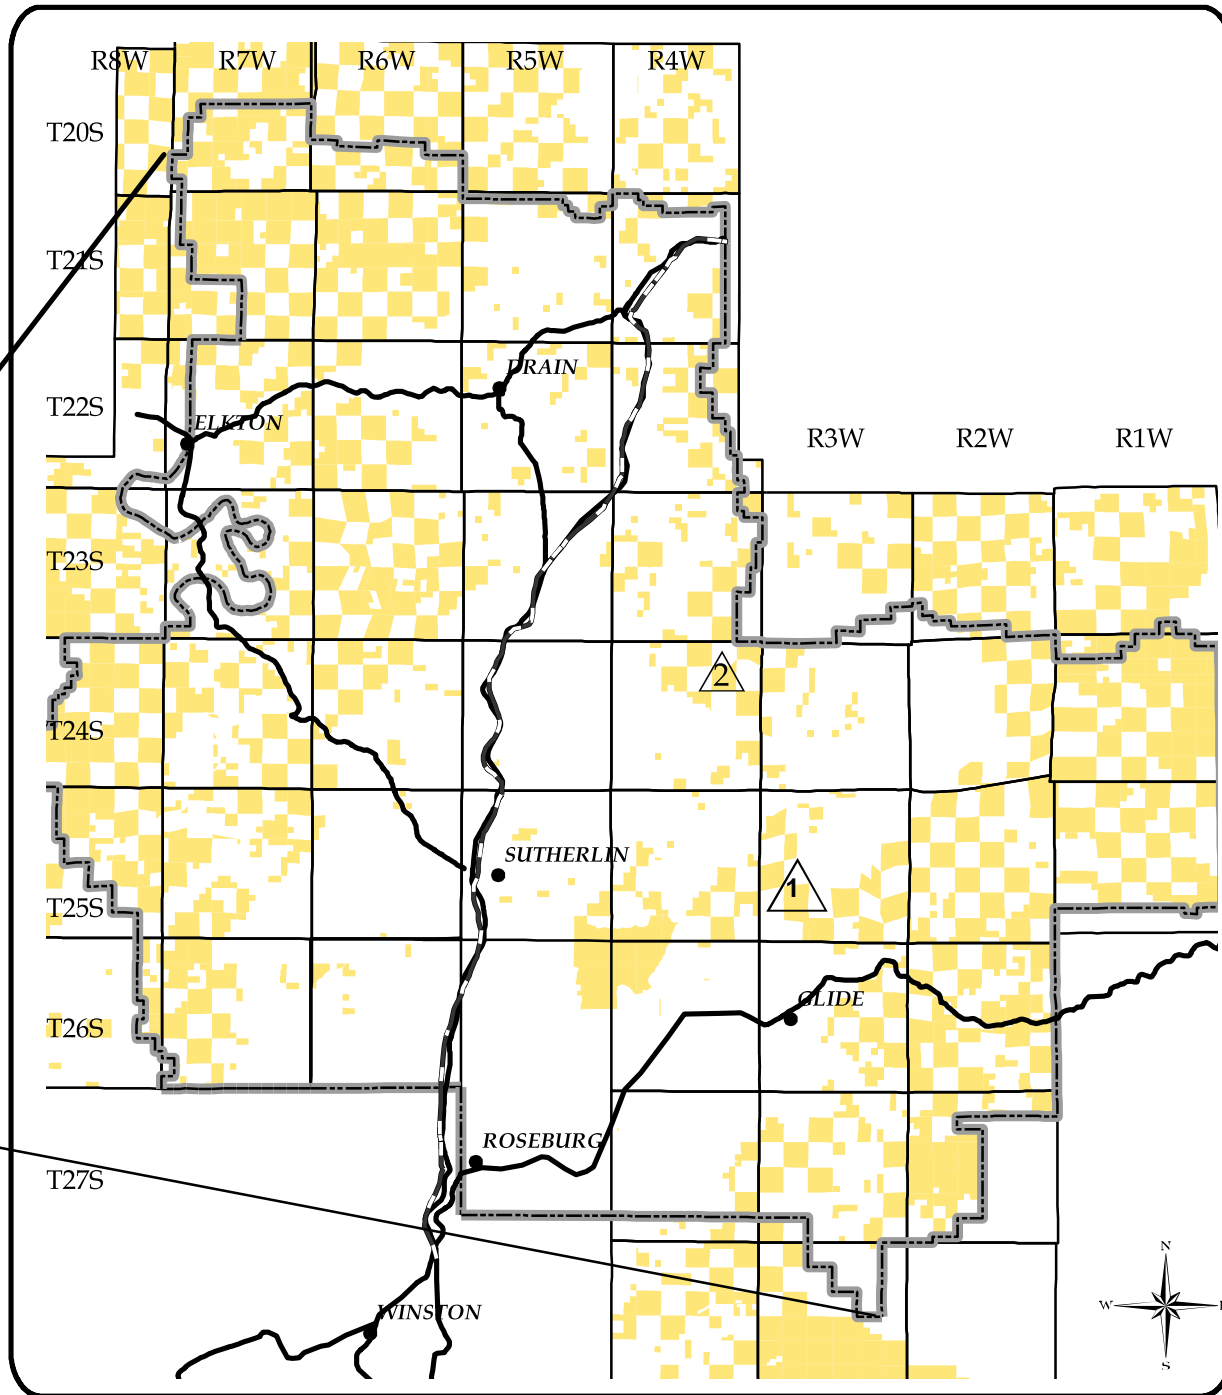 R8W R7W R6W R5W R4W
T20S
T21S
DRAIN
T22S
ELKTON
R3W R2W R1W
T23S
2
T24S
SUTHERLIN
1
T25S
GLIDE
T26S
ROSEBURG
T27S
N
W
WINSTON
S